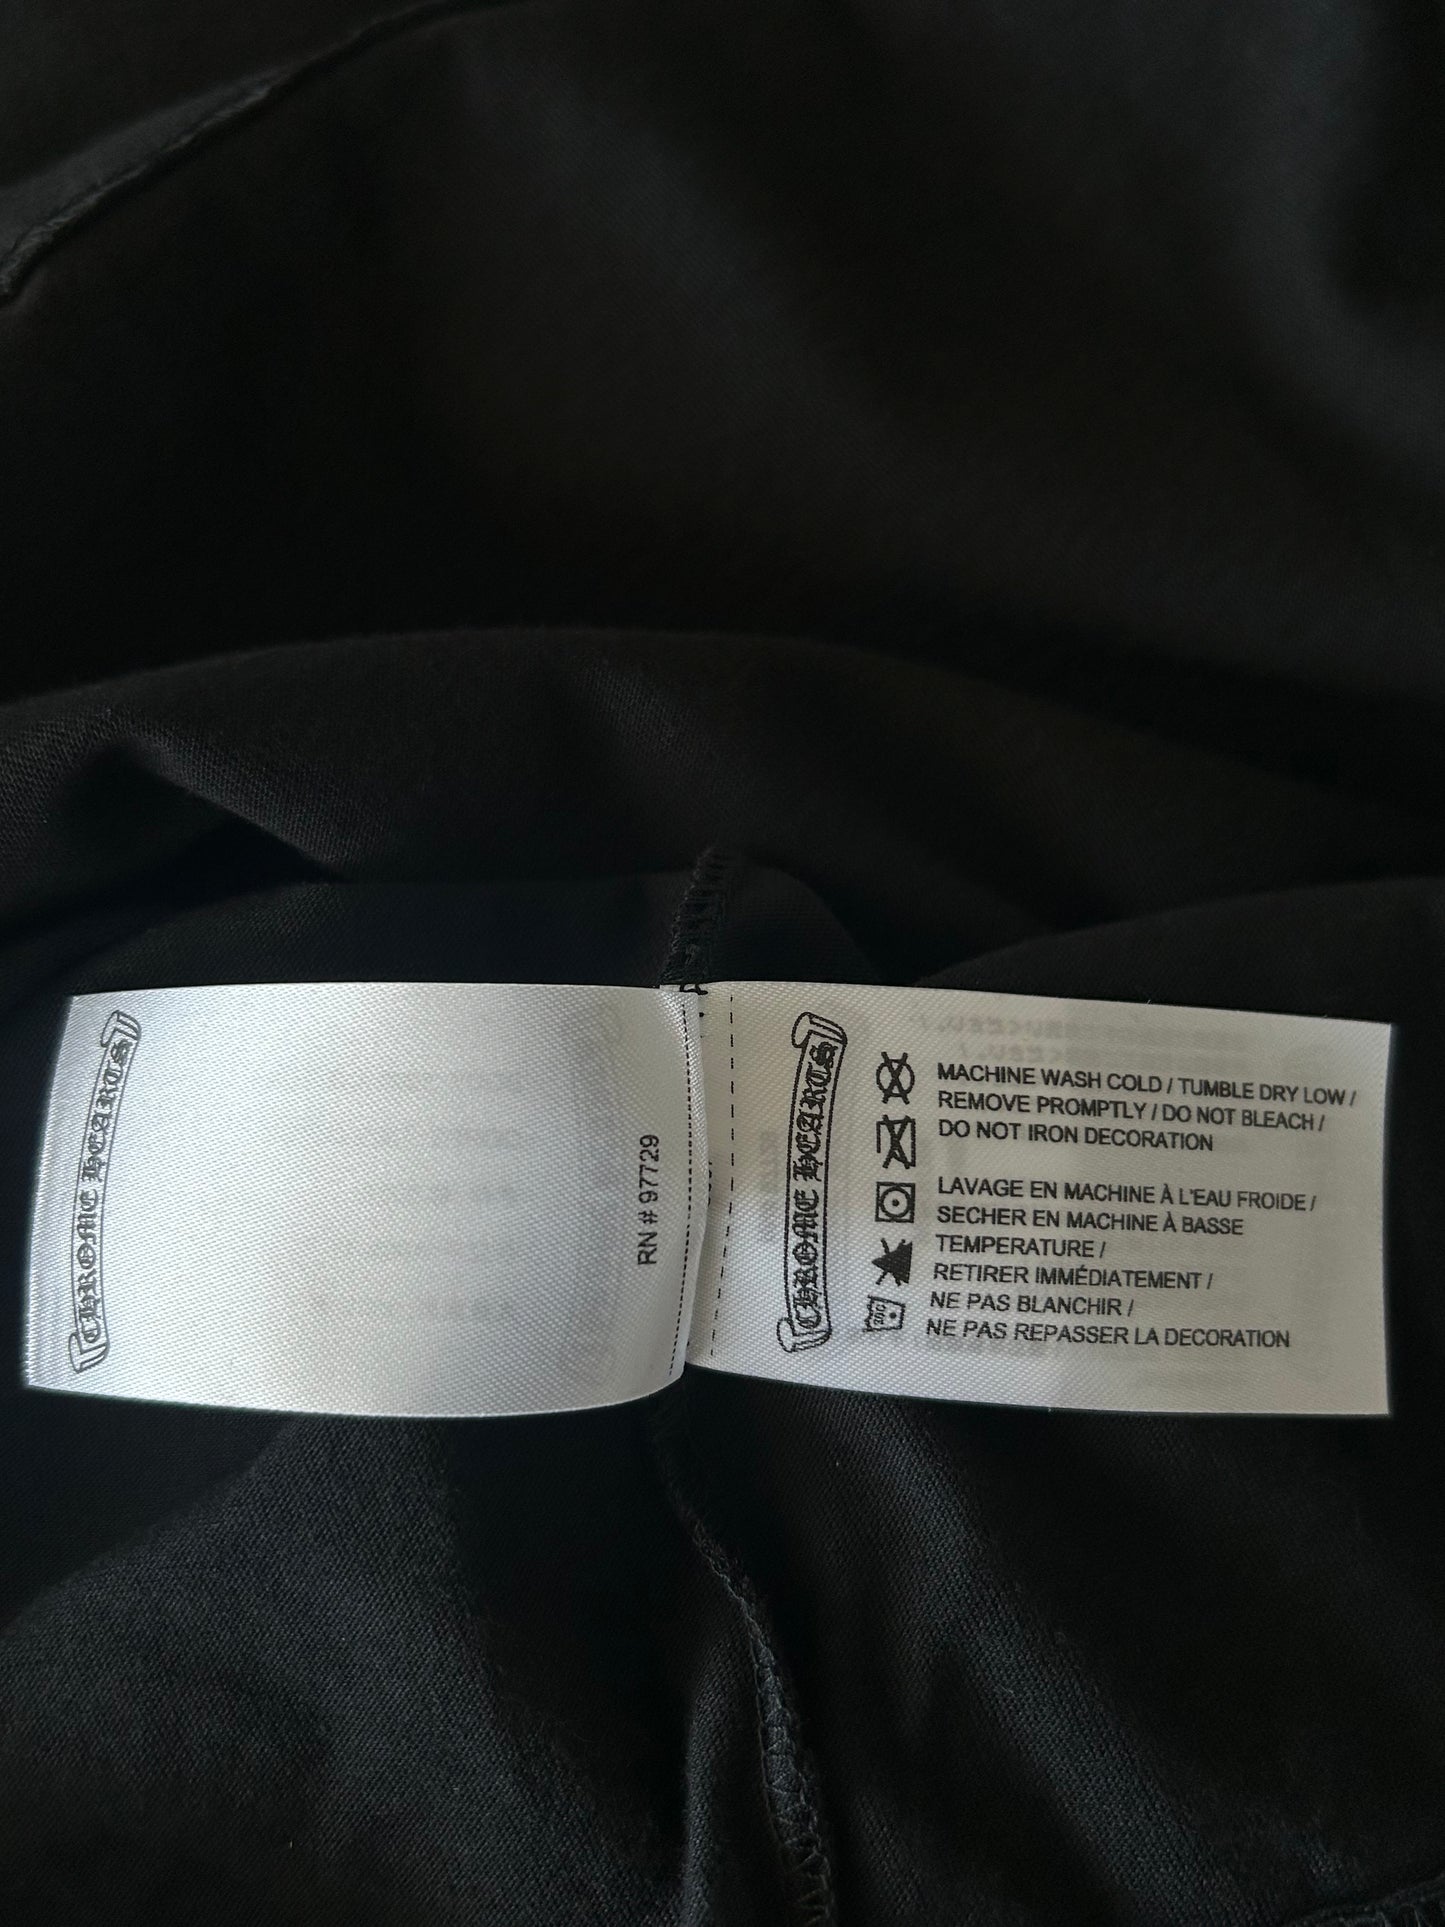 CHROME HEARTS
RN # 97729
CHROME HEARTS
MACHINE WASH COLD / TUMBLE DRY LOW /
REMOVE PROMPTLY / DO NOT BLEACH /
DO NOT IRON DECORATION
LAVAGE EN MACHINE À L'EAU FROIDE /
SECHER EN MACHINE À BASSE
TEMPERATURE /
RETIRER IMMÉDIATEMENT /
NE PAS BLANCHIR /
NE PAS REPASSER LA DECORATION